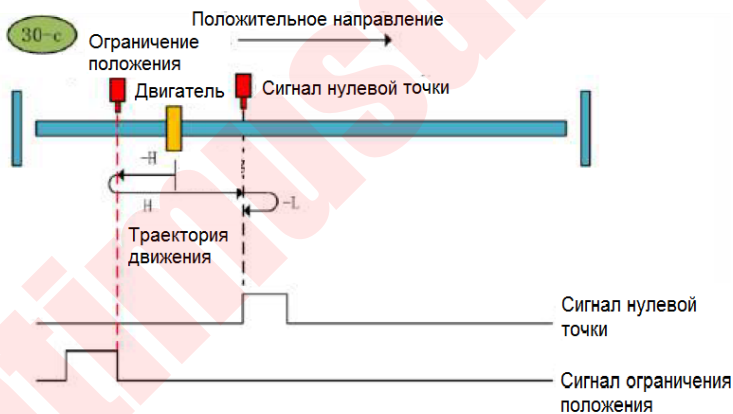 30-c
Положительное направление
Ограничение
положения
Двигатель
Сигнал нулевой точки
-H
H
-L
Траектория
движения
Сигнал нулевой
точки
Сигнал ограничения
положения